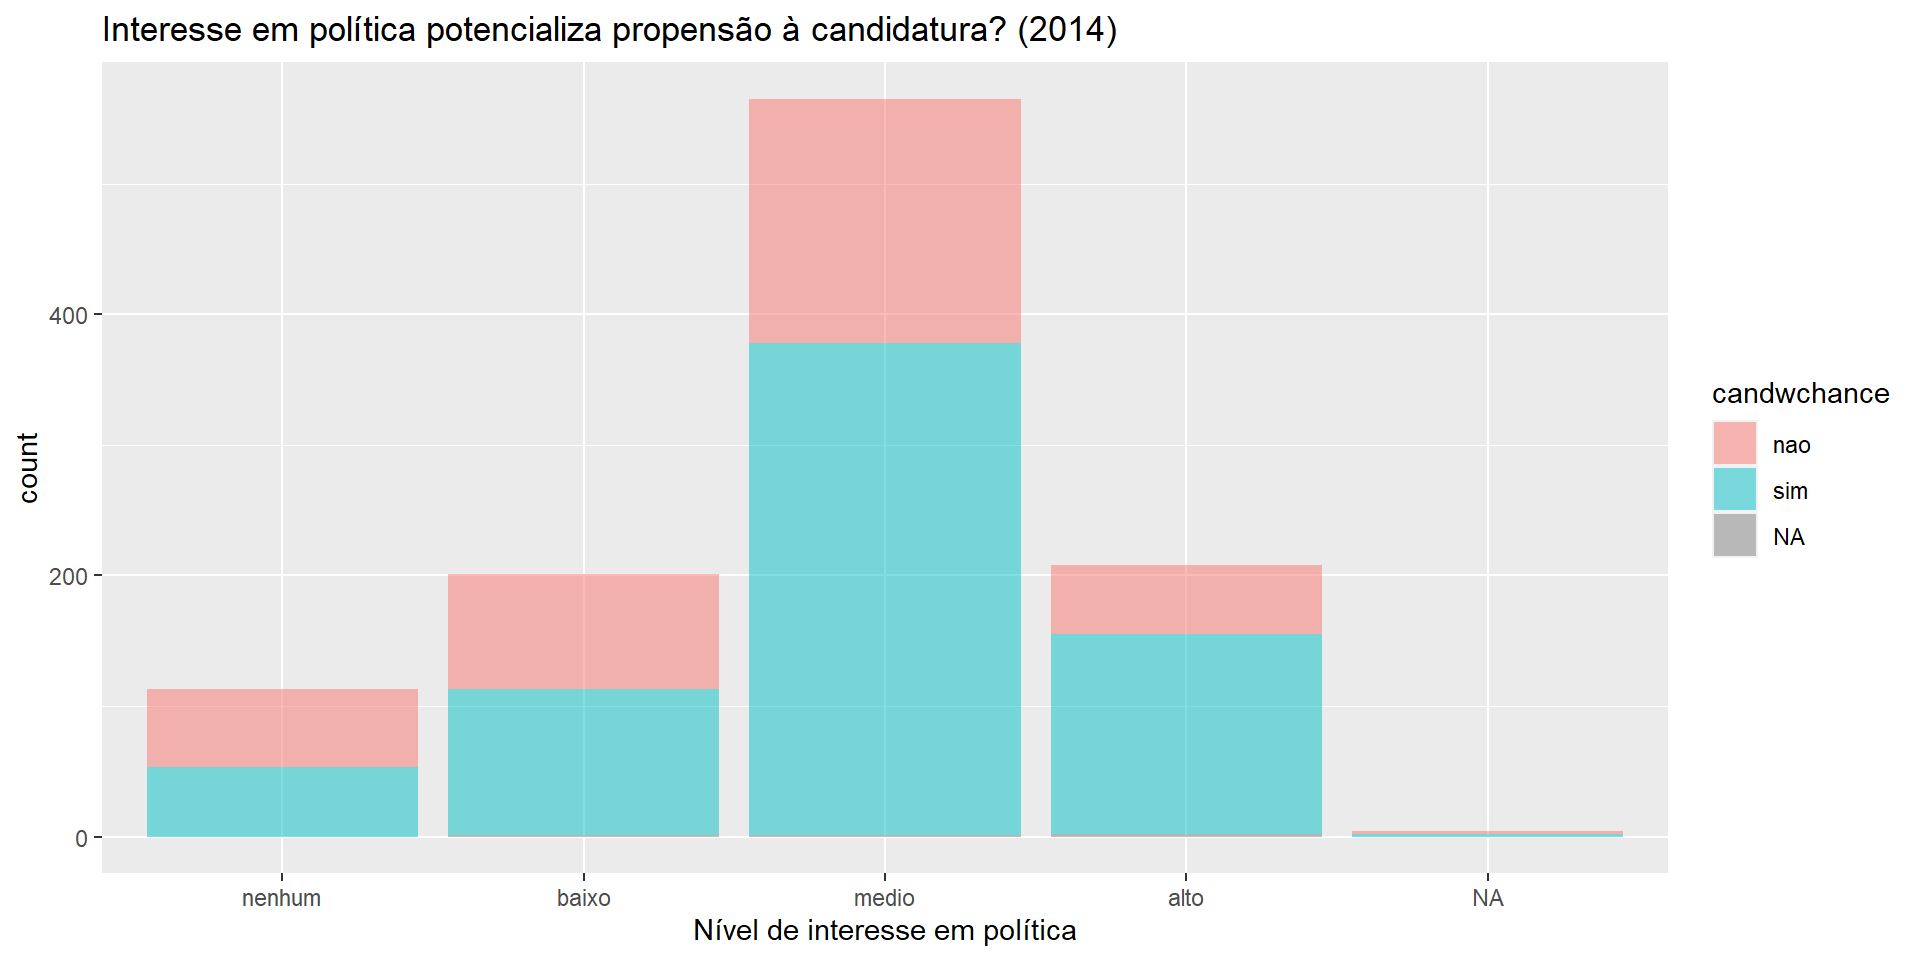 Interesse em política potencializa propensão à candidatura? (2014)
count
400
200
0
nenhum
baixo
medio
alto
NA
Nível de interesse em política
candwchance
nao
sim
NA